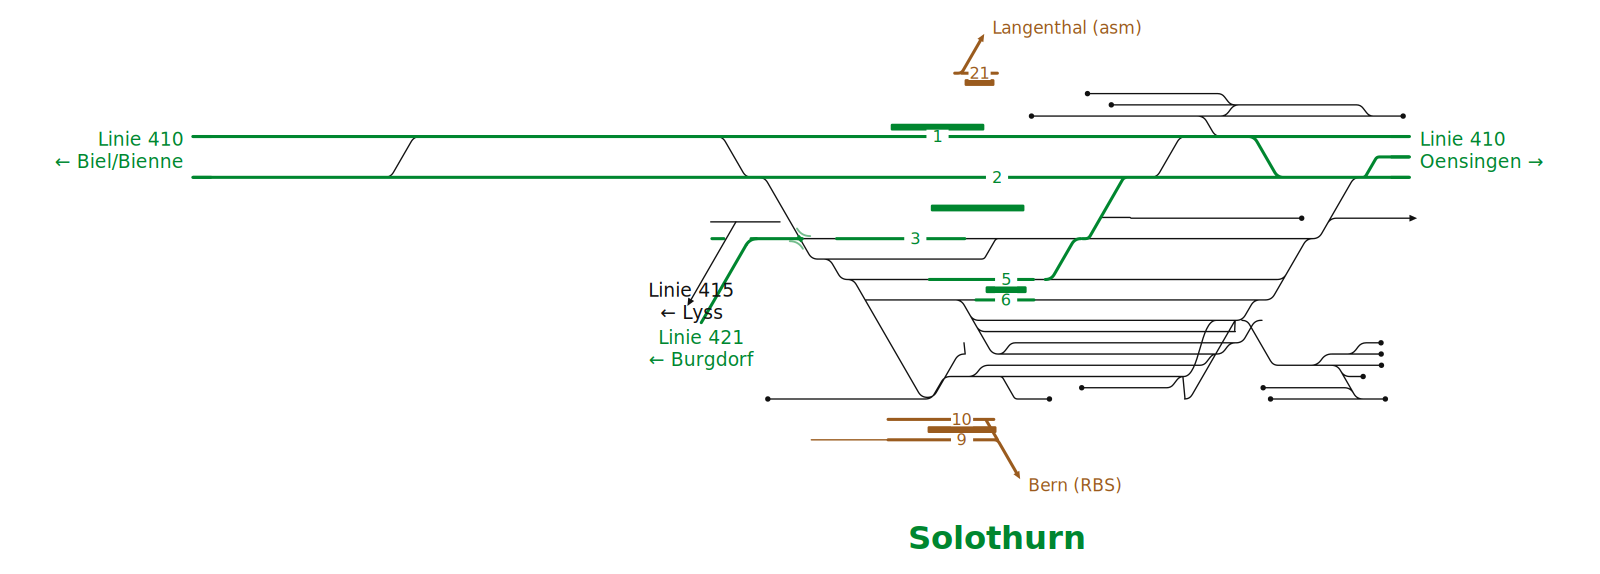 Langenthal (asm)
21
Linie 410
← Biel/Bienne
1
Linie 410
Oensingen →
2
3
5
6
Linie 415
← Lyss
Linie 421
← Burgdorf
10
9
Bern (RBS)
Solothurn